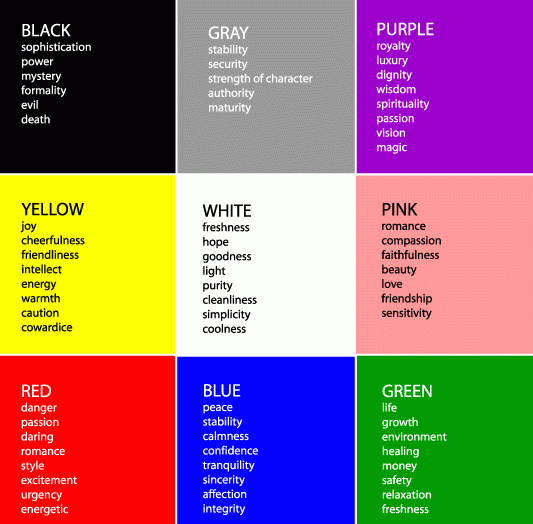 BLACK
sophistication
power
mystery
formality
evil
death
GRAY
stability
security
strength of character
authority
maturity
PURPLE
royalty
luxury
dignity
wisdom
spirituality
passion
vision
magic
YELLOW
joy
cheerfulness
friendliness
intellect
energy
warmth
caution
cowardice
WHITE
freshness
hope
goodness
light
purity
cleanliness
simplicity
coolness
PINK
romance
compassion
faithfulness
beauty
love
friendship
sensitivity
RED
danger
passion
daring
romance
style
excitement
urgency
energetic
BLUE
peace
stability
calmness
confidence
tranquility
sincerity
affection
integrity
GREEN
life
growth
environment
healing
money
safety
relaxation
freshness